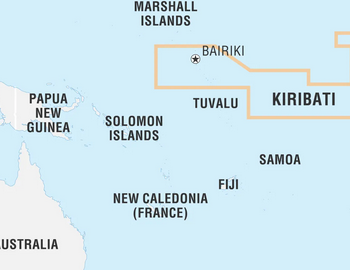 MARSHALL
ISLANDS
BAIRIKI
PAPUA
NEW
GUINEA
SOLOMON
ISLANDS
TUVALU
KIRIBATI
SAMOA
FIJI
NEW CALEDONIA
(FRANCE)
AUSTRALIA